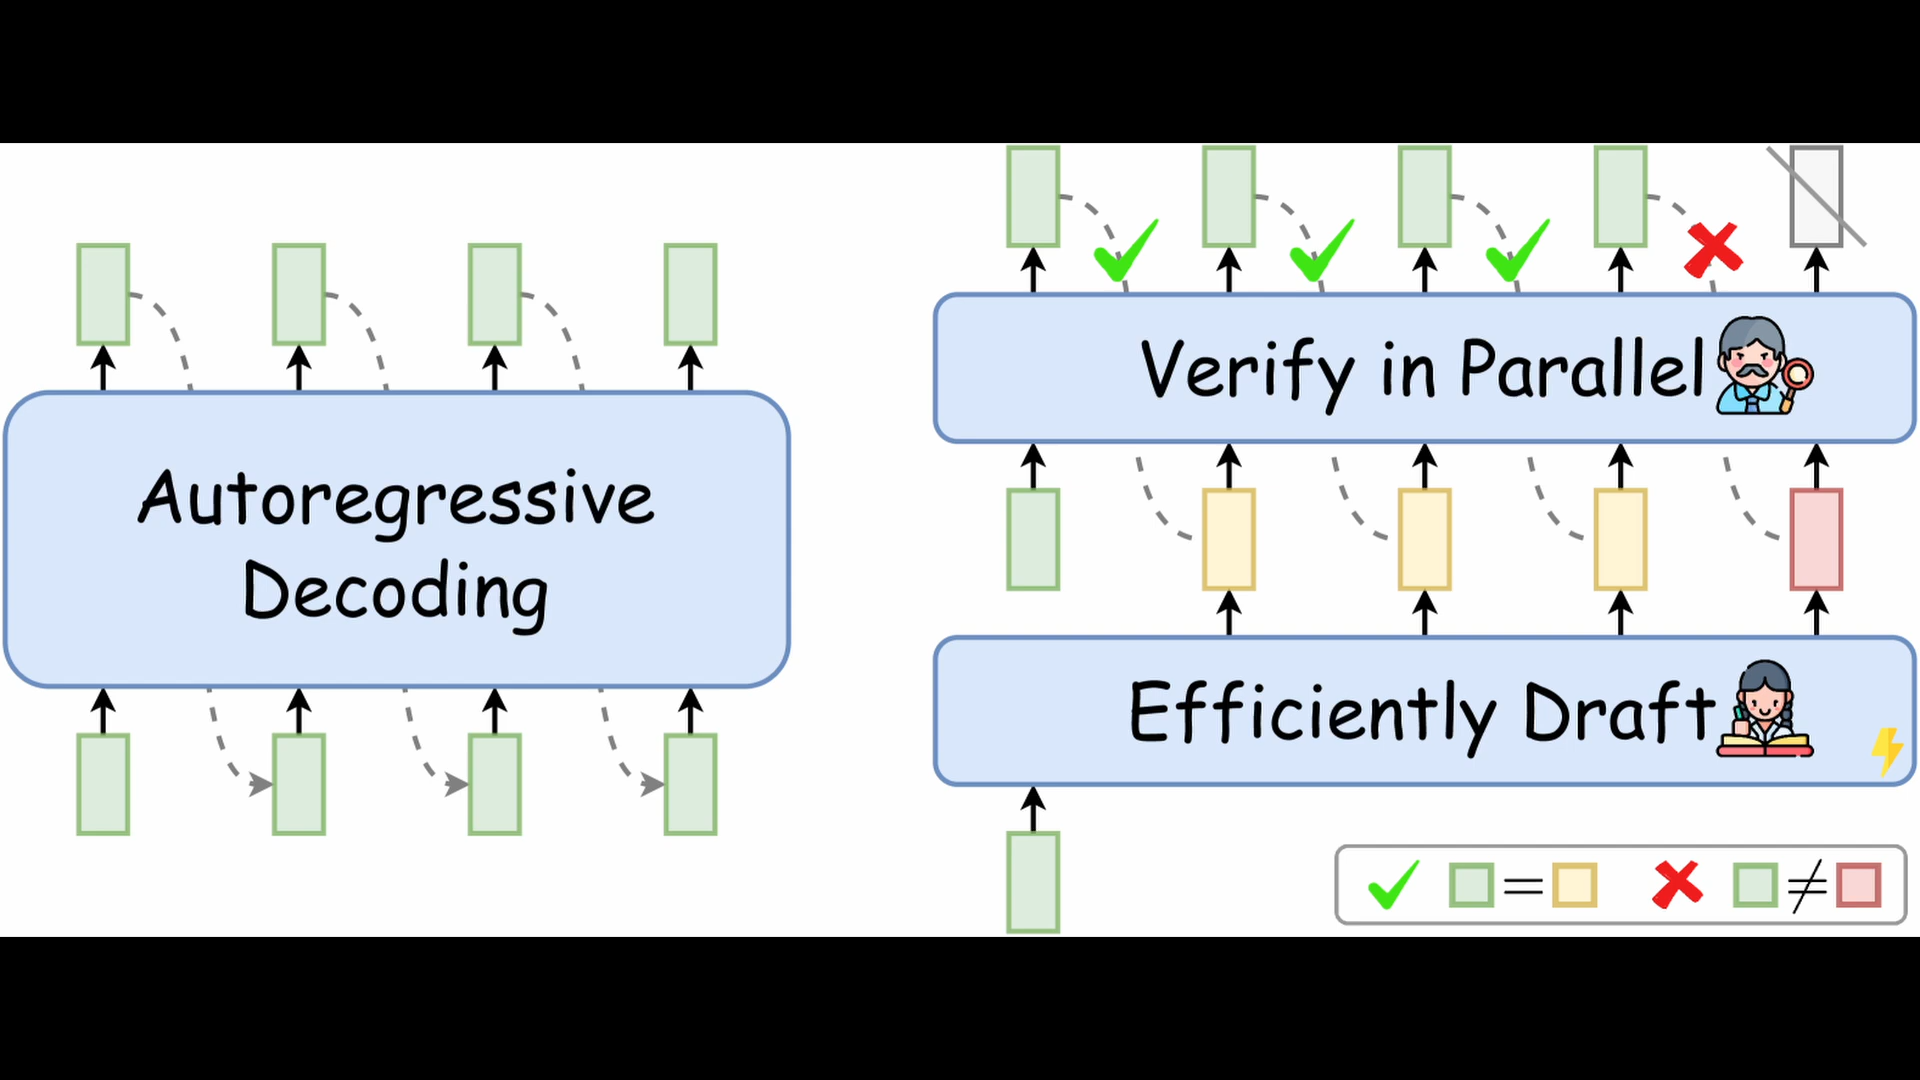 Autoregressive
Decoding
Verify in Parallel
Efficiently Draft
= ≠